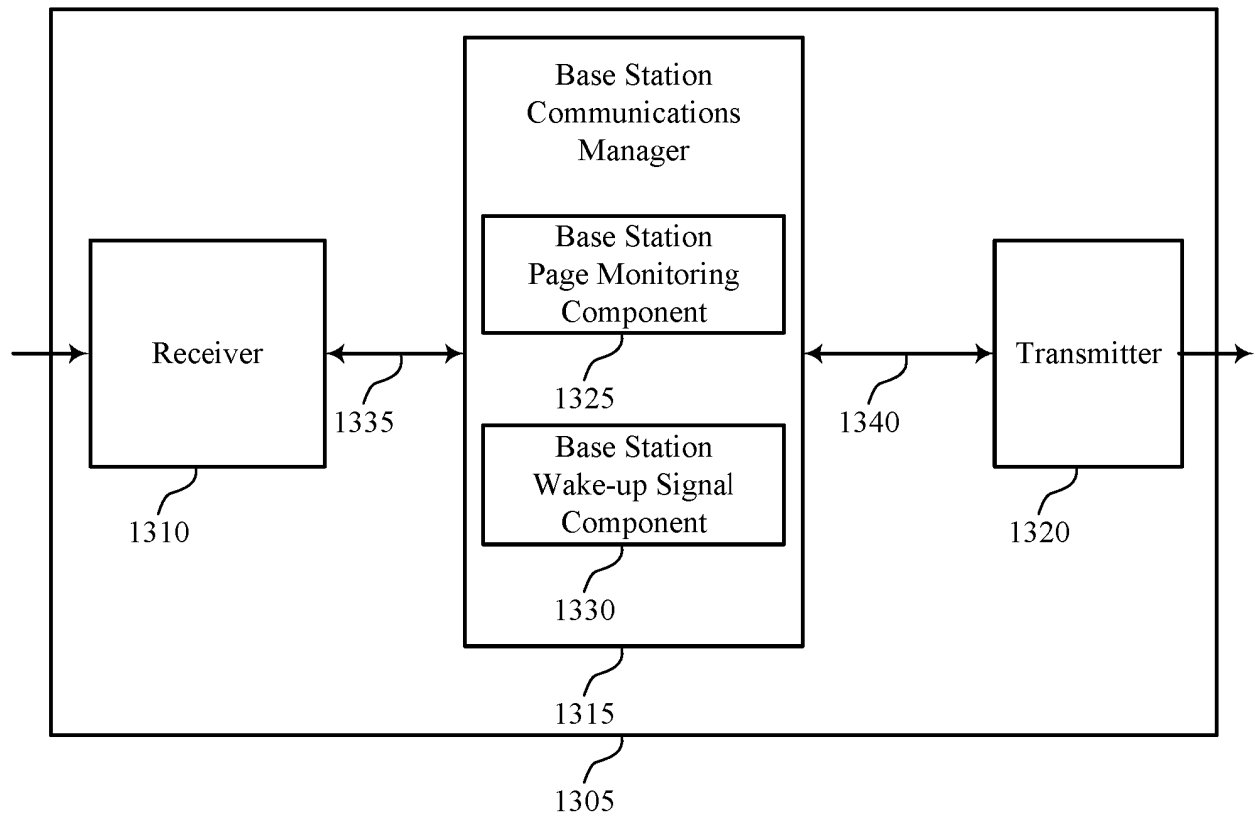 Base Station
Communications
Manager
Base Station
Page Monitoring
Component
Receiver
Transmitter
1325
1335
1340
Base Station
Wake-up Signal
Component
1310
1320
1330
1315
1305